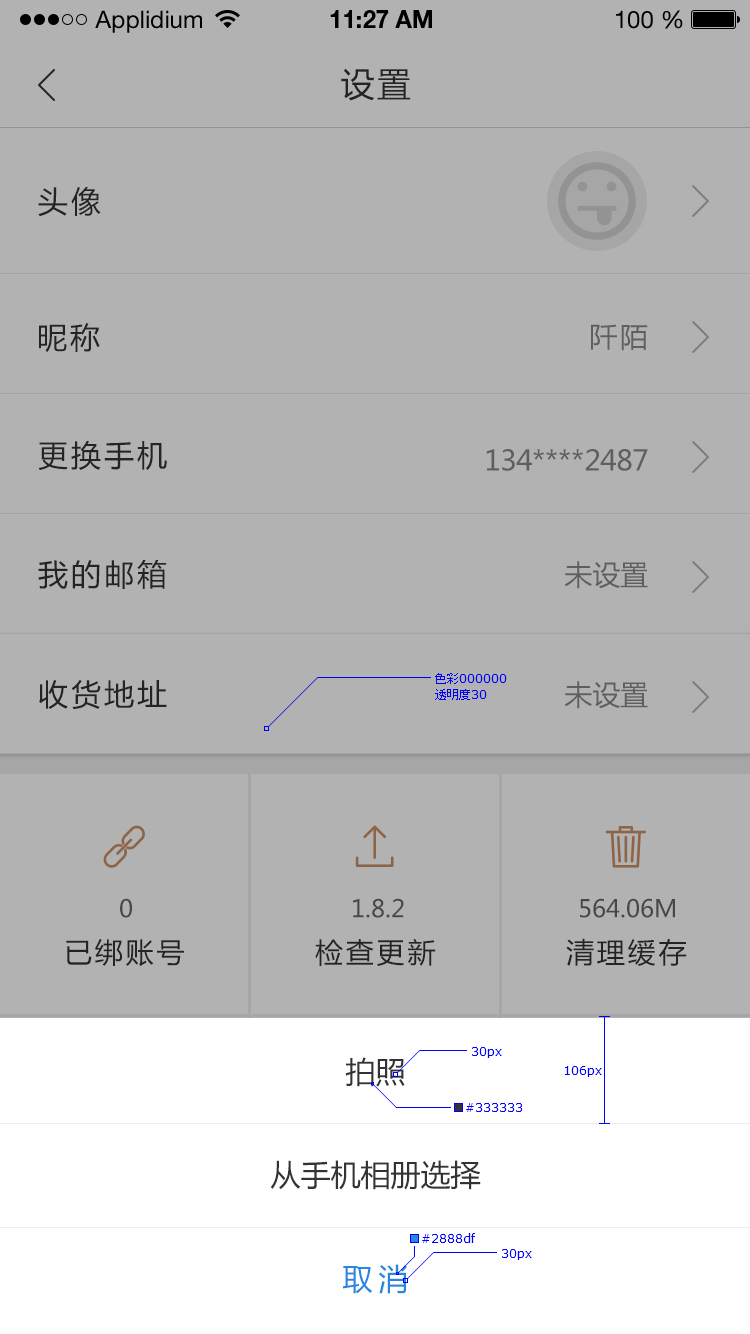 Applidium 11:27 AM 100 %
设置
头像
昵称 阡陌
更换手机 134****2487
我的邮箱 未设置
收货地址 未设置
色彩000000
透明度30
0 1.8.2 564.06M
已绑账号 检查更新 清理缓存
拍照
30px
106px
#333333
从手机相册选择
#2888df
30px
取消